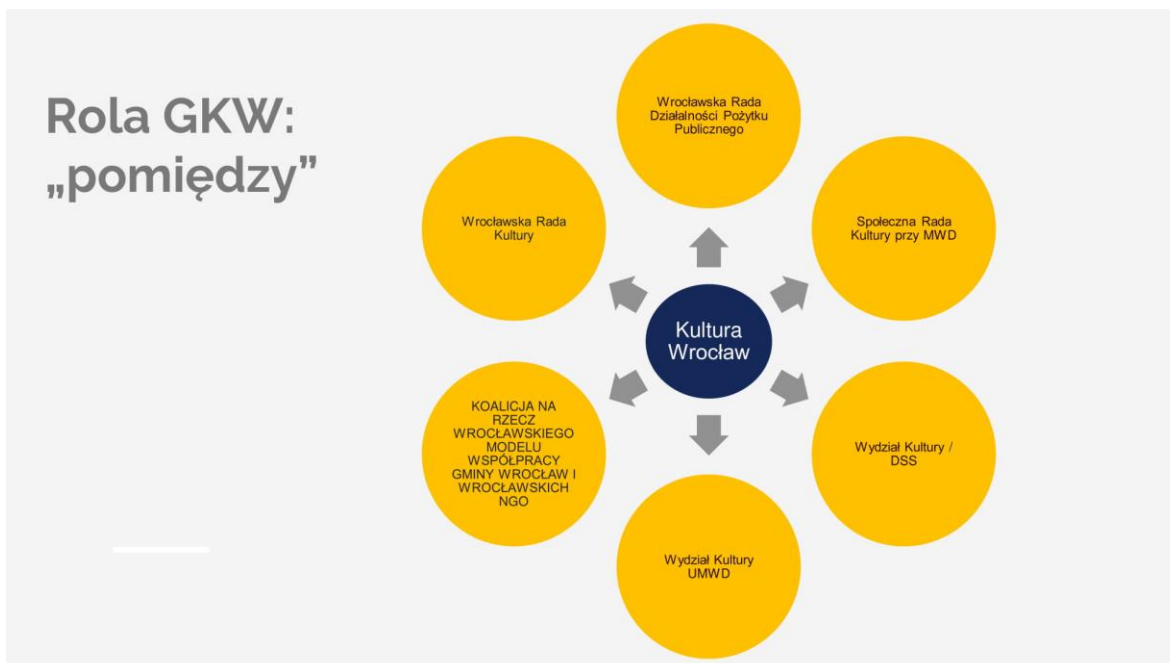 Rola GKW:
„pomiędzy”
Wrocławska Rada
Działalności Pożytku
Publicznego
Wrocławska Rada
Kultury
Społeczna Rada
Kultury przy MWD
Kultura
Wrocław
KOALICJA NA
RZECZ
WROCŁAWSKIEGO
MODELU
WSPÓŁPRACY
GMINY WROCŁAW I
WROCŁAWSKICH
NGO
Wydział Kultury /
DSS
Wydział Kultury
UMWD